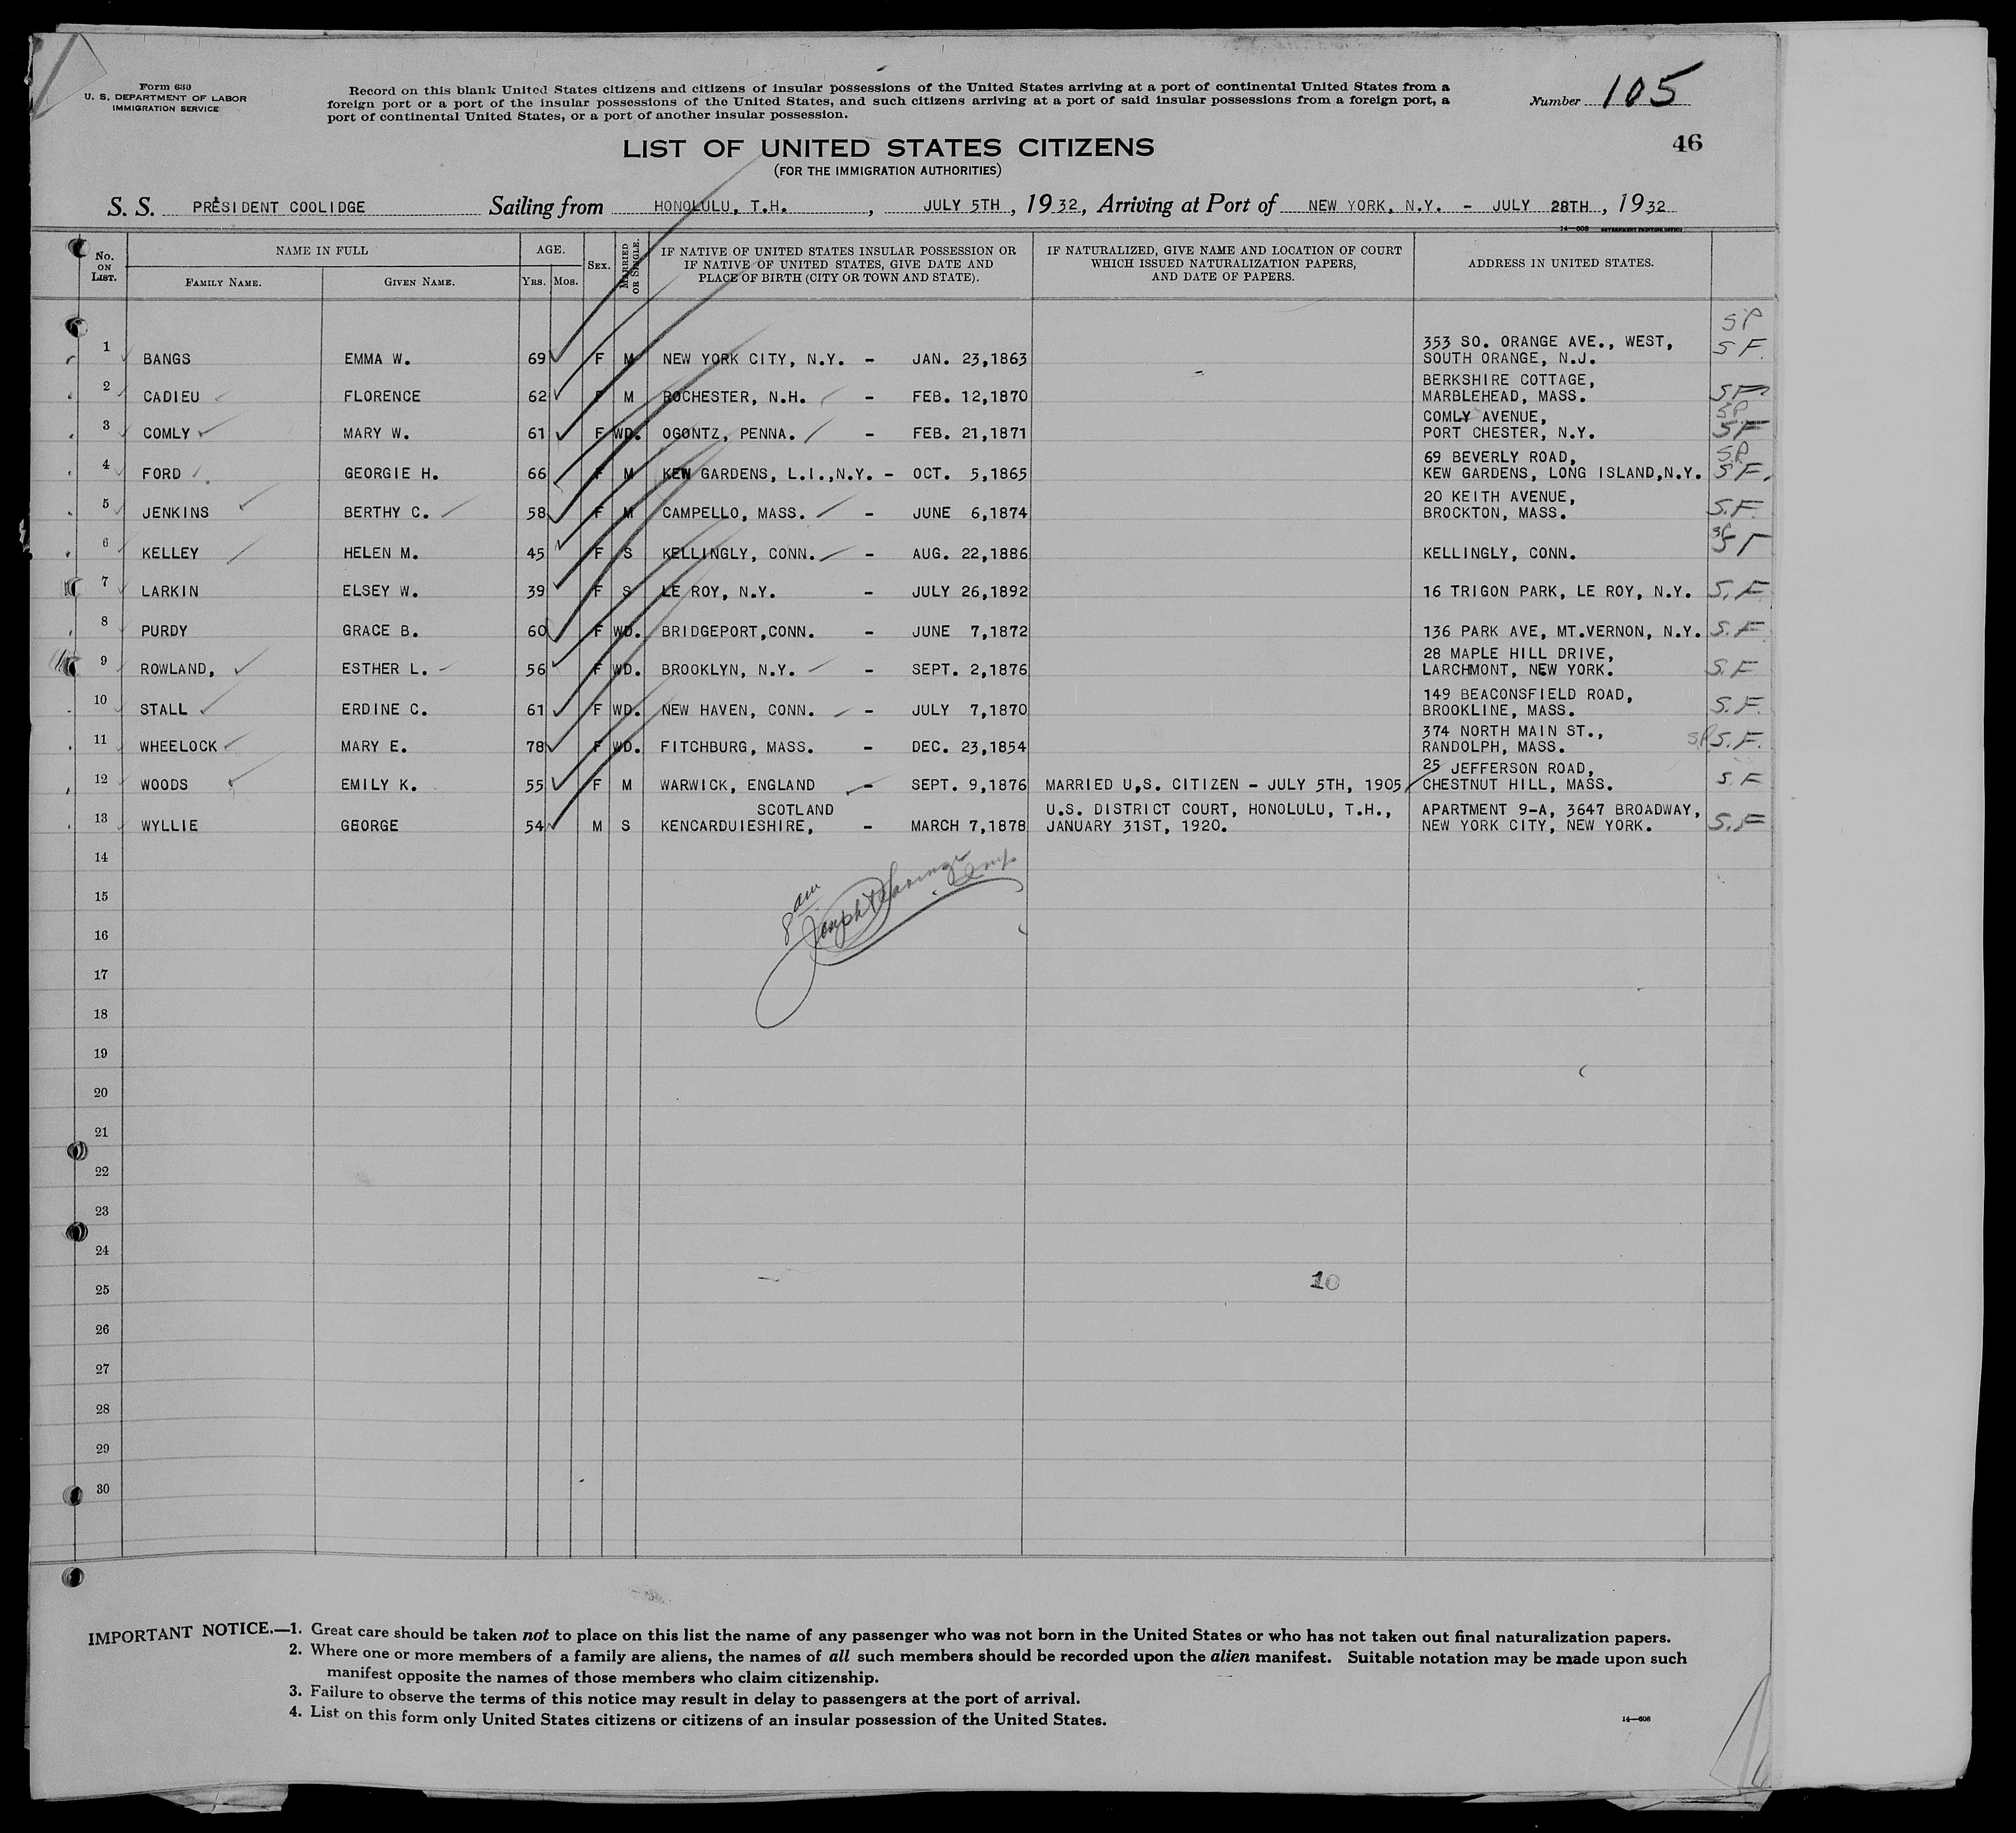 Form 630
U. S. DEPARTMENT OF LABOR
IMMIGRATION SERVICE
Record on this blank United States citizens and citizens of insular possessions of the United States arriving at a port of continental United States from a
foreign port or a port of the insular possessions of the United States, and such citizens arriving at a port of said insular possessions from a foreign port, a
port of continental United States, or a port of another insular possession.
Number 105
46
LIST OF UNITED STATES CITIZENS
(FOR THE IMMIGRATION AUTHORITIES)
S. S. PRESIDENT COOLIDGE Sailing from HONOLULU, T.H. , JULY 5TH , 1932, Arriving at Port of NEW YORK, N.Y. - JULY 28TH , 1932
14—608 GOVERNMENT PRINTING OFFICE
No. ON LIST. NAME IN FULL AGE. SEX. MARRIED OR SINGLE. IF NATIVE OF UNITED STATES INSULAR POSSESSION OR IF NATIVE OF UNITED STATES, GIVE DATE AND PLACE OF BIRTH (CITY OR TOWN AND STATE). IF NATURALIZED, GIVE NAME AND LOCATION OF COURT WHICH ISSUED NATURALIZATION PAPERS, AND DATE OF PAPERS. ADDRESS IN UNITED STATES.
FAMILY NAME. GIVEN NAME. YRS. MOS.
SP
353 SO. ORANGE AVE., WEST,
1 BANGS EMMA W. 69 F M NEW YORK CITY, N.Y. - JAN. 23,1863 SOUTH ORANGE, N.J. S F.
BERKSHIRE COTTAGE,
2 CADIEU FLORENCE 62 F M ROCHESTER, N.H. - FEB. 12,1870 MARBLEHEAD, MASS. SF
COMLY AVENUE, SP
3 COMLY MARY W. 61 F WD. OGONTZ, PENNA. - FEB. 21,1871 PORT CHESTER, N.Y. SF
69 BEVERLY ROAD, SP
4 FORD GEORGIE H. 66 F M KEW GARDENS, L.I.,N.Y. - OCT. 5,1865 KEW GARDENS, LONG ISLAND,N.Y. S F.
20 KEITH AVENUE,
5 JENKINS BERTHY C. 58 F M CAMPELLO, MASS. - JUNE 6,1874 BROCKTON, MASS. S.F.
6 KELLEY HELEN M. 45 F S KELLINGLY, CONN. - AUG. 22,1886 KELLINGLY, CONN. SF
7 LARKIN ELSEY W. 39 F S LE ROY, N.Y. - JULY 26,1892 16 TRIGON PARK, LE ROY, N.Y. S. F
8 PURDY GRACE B. 60 F WD. BRIDGEPORT,CONN. - JUNE 7,1872 136 PARK AVE, MT.VERNON, N.Y. S. F
28 MAPLE HILL DRIVE,
9 ROWLAND, ESTHER L. 56 F WD. BROOKLYN, N.Y. - SEPT. 2,1876 LARCHMONT, NEW YORK. S.F
149 BEACONSFIELD ROAD,
10 STALL ERDINE C. 61 F WD. NEW HAVEN, CONN. - JULY 7,1870 BROOKLINE, MASS. S.F.
374 NORTH MAIN ST.,
11 WHEELOCK MARY E. 78 F WD. FITCHBURG, MASS. - DEC. 23,1854 RANDOLPH, MASS. SP S.F.
25 JEFFERSON ROAD,
12 WOODS EMILY K. 55 F M WARWICK, ENGLAND - SEPT. 9,1876 MARRIED U,S. CITIZEN - JULY 5TH, 1905 CHESTNUT HILL, MASS. S.F
SCOTLAND U.S. DISTRICT COURT, HONOLULU, T.H., APARTMENT 9-A, 3647 BROADWAY,
13 WYLLIE GEORGE 54 M S KENCARDUIESHIRE, - MARCH 7,1878 JANUARY 31ST, 1920. NEW YORK CITY, NEW YORK. S.F
14
8 am Joseph
15
16
17
18
19
20
21
22
23
24
25 10
26
27
28
29
30
IMPORTANT NOTICE.—1. Great care should be taken not to place on this list the name of any passenger who was not born in the United States or who has not taken out final naturalization papers.
2. Where one or more members of a family are aliens, the names of all such members should be recorded upon the alien manifest. Suitable notation may be made upon such
manifest opposite the names of those members who claim citizenship.
3. Failure to observe the terms of this notice may result in delay to passengers at the port of arrival.
4. List on this form only United States citizens or citizens of an insular possession of the United States.
14—608